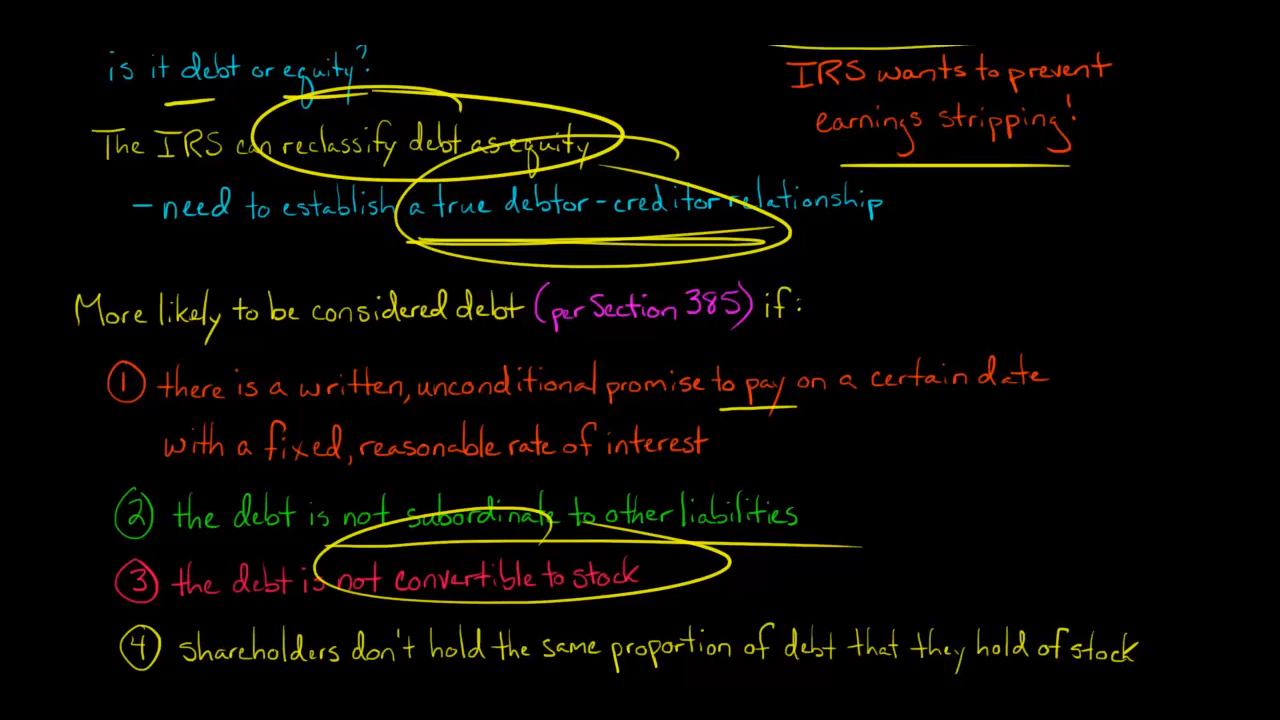 is it debt or equity?
IRS wants to prevent
earnings stripping!
The IRS can reclassify debt as equity
- need to establish a true debtor-creditor relationship
More likely to be considered debt (per Section 385) if:
① there is a written, unconditional promise to pay on a certain date
with a fixed, reasonable rate of interest
② the debt is not subordinate to other liabilities
③ the debt is not convertible to stock
④ shareholders don't hold the same proportion of debt that they hold of stock